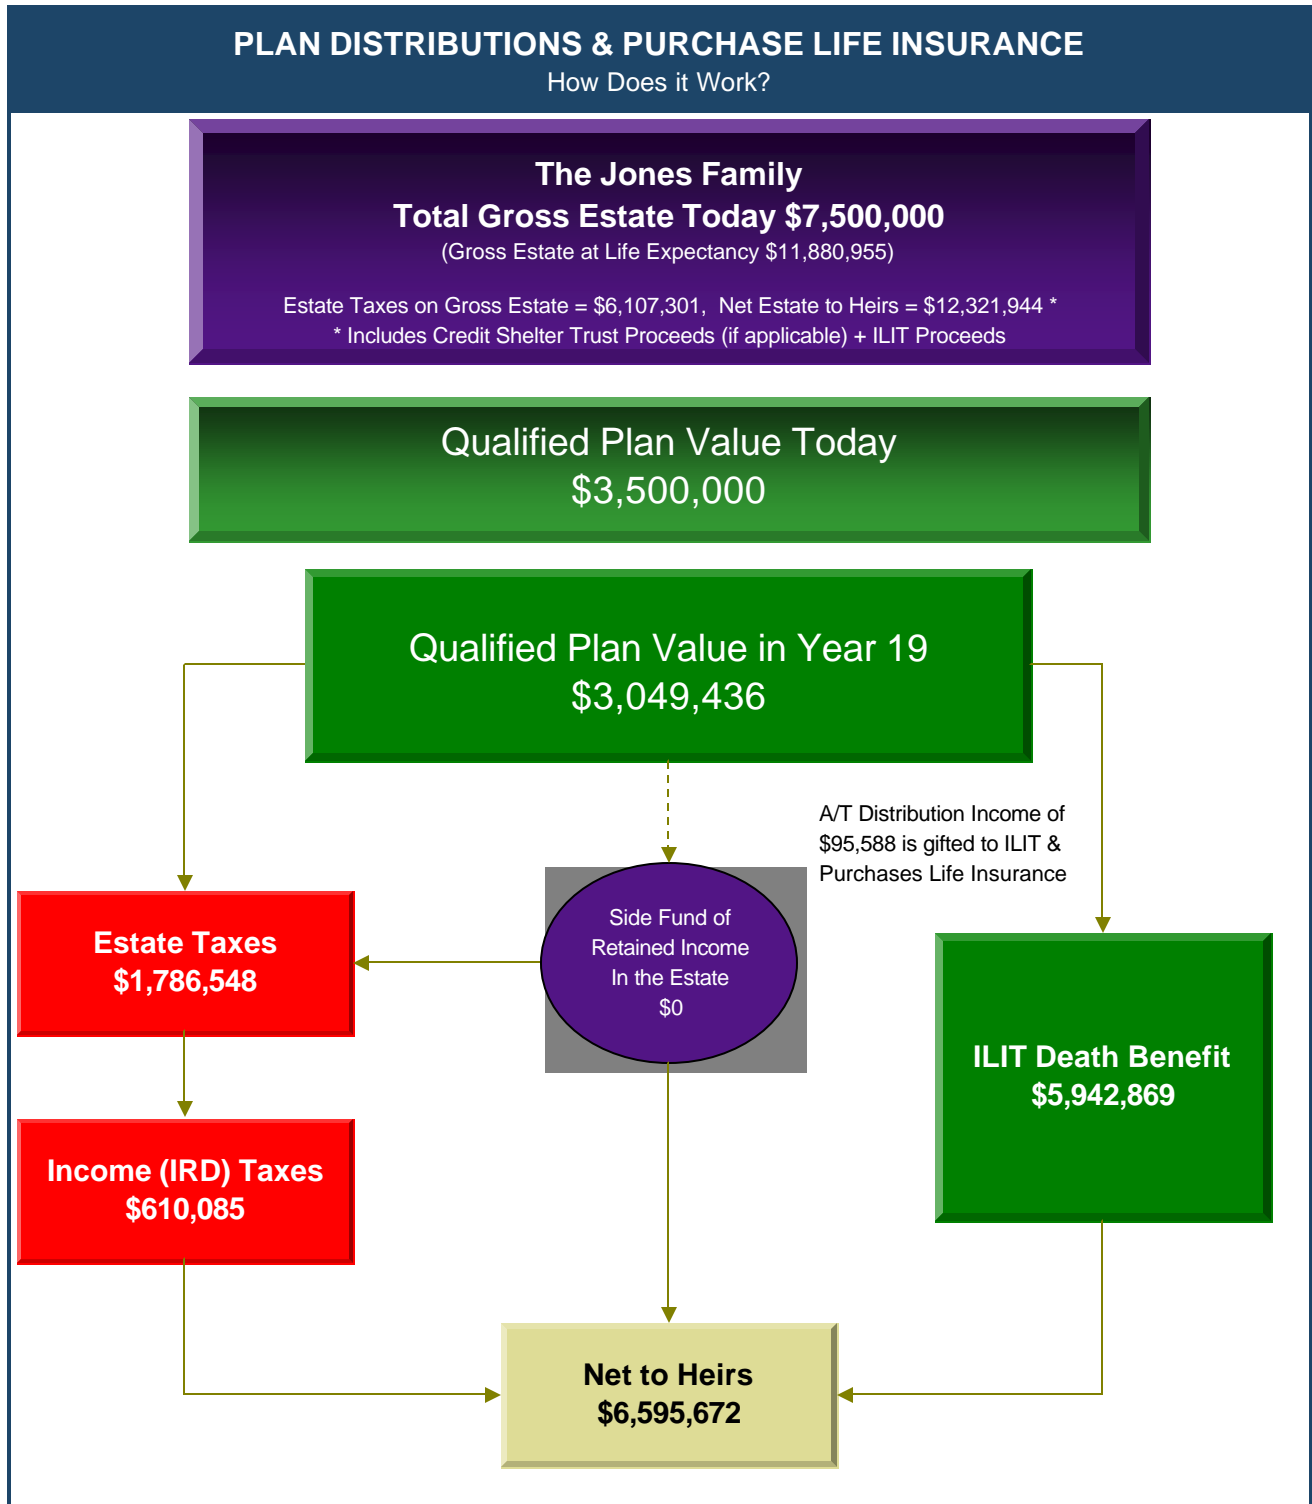 PLAN DISTRIBUTIONS & PURCHASE LIFE INSURANCE
How Does it Work?
The Jones Family
Total Gross Estate Today $7,500,000
(Gross Estate at Life Expectancy $11,880,955)
Estate Taxes on Gross Estate = $6,107,301, Net Estate to Heirs = $12,321,944 *
* Includes Credit Shelter Trust Proceeds (if applicable) + ILIT Proceeds
Qualified Plan Value Today
$3,500,000
Qualified Plan Value in Year 19
$3,049,436
A/T Distribution Income of
$95,588 is gifted to ILIT &
Purchases Life Insurance
Estate Taxes
$1,786,548
Side Fund of
Retained Income
In the Estate
$0
ILIT Death Benefit
$5,942,869
Income (IRD) Taxes
$610,085
Net to Heirs
$6,595,672